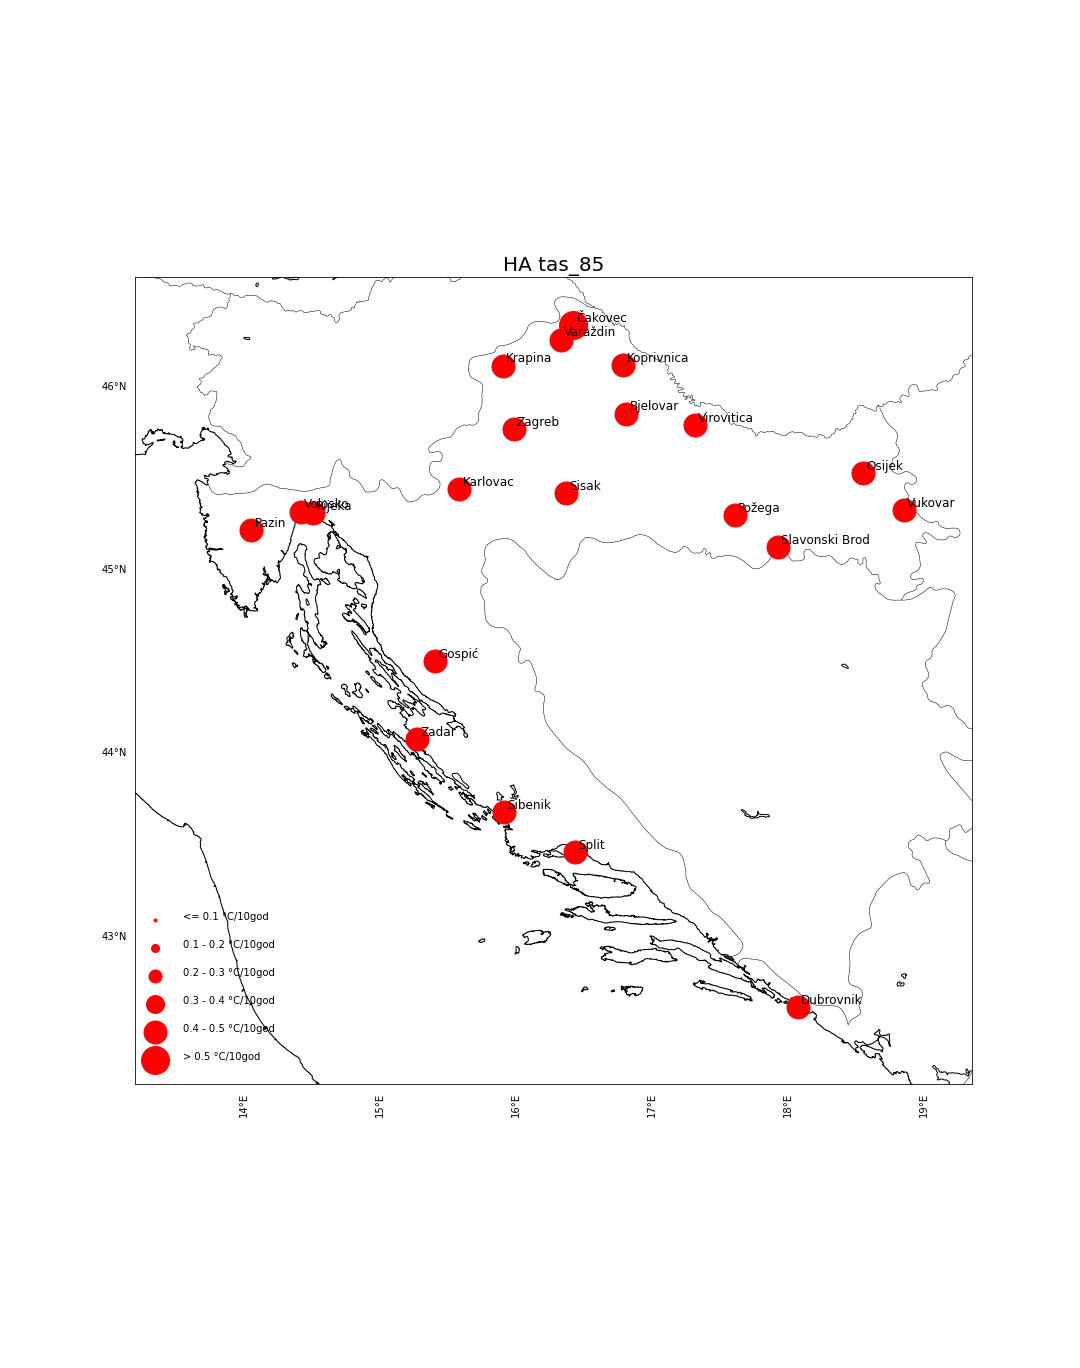 HA tas_85
Čakovec
Varaždin
Krapina
Koprivnica
46°N
Bjelovar
Virovitica
Zagreb
Osijek
Karlovac
Sisak
Vukovar
Rijeka
Požega
Pazin
Slavonski Brod
45°N
Gospić
Zadar
44°N
Šibenik
Split
<= 0.1 °C/10god
43°N
0.1 - 0.2 °C/10god
0.2 - 0.3 °C/10god
0.3 - 0.4 °C/10god
Dubrovnik
0.4 - 0.5 °C/10god
> 0.5 °C/10god
14°E
15°E
16°E
17°E
18°E
19°E